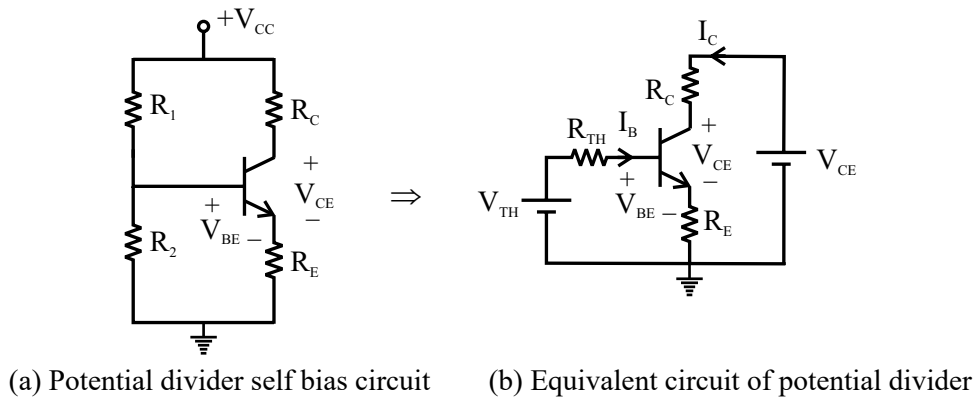 +V_CC
R_1
R_C
+
V_CE
−
+
V_BE −
R_2
R_E
⇒
I_C
R_C
R_TH
I_B
+
V_CE
−
+
V_BE −
V_TH
R_E
V_CE
(a) Potential divider self bias circuit
(b) Equivalent circuit of potential divider